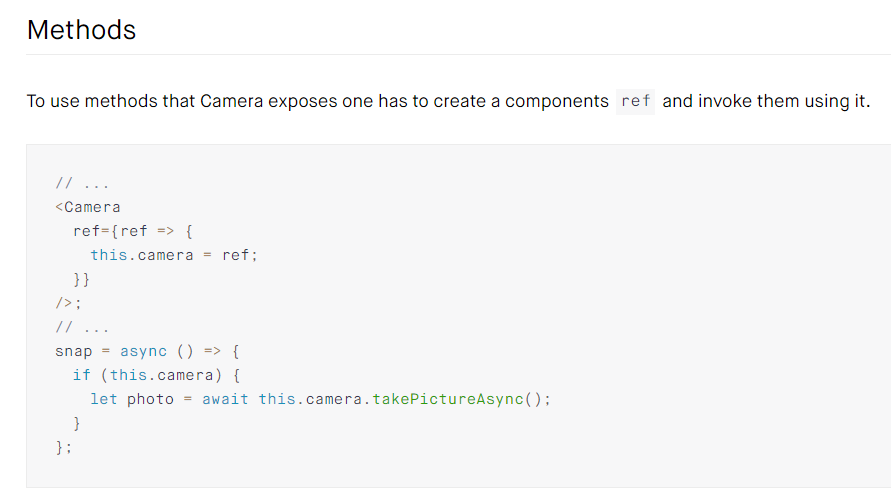 Methods
To use methods that Camera exposes one has to create a components ref and invoke them using it.
// ...
<Camera
  ref={ref => {
    this.camera = ref;
  }}
/>;
// ...
snap = async () => {
  if (this.camera) {
    let photo = await this.camera.takePictureAsync();
  }
};